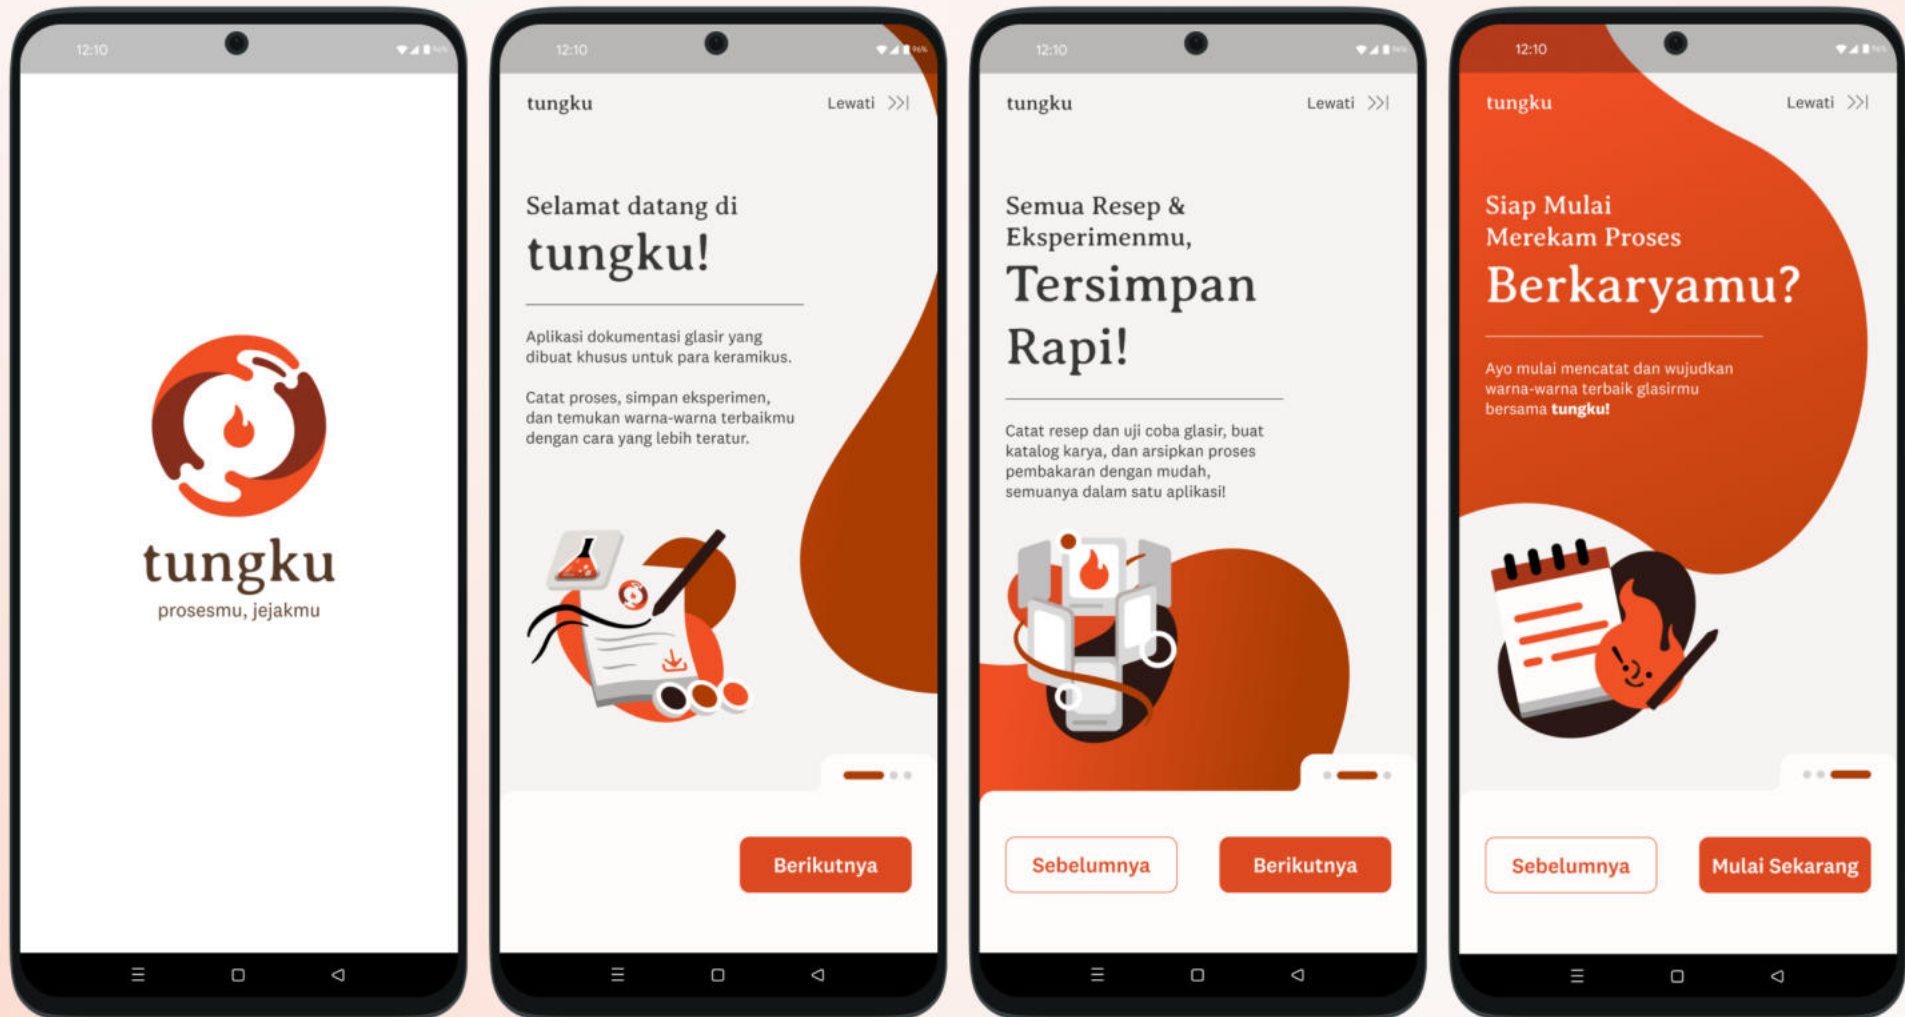 12:10
96%
tungku
prosesmu, jejakmu
12:10
96%
tungku
Lewati
Selamat datang di
tungku!
Aplikasi dokumentasi glasir yang
dibuat khusus untuk para keramikus.
Catat proses, simpan eksperimen,
dan temukan warna-warna terbaikmu
dengan cara yang lebih teratur.
Berikutnya
12:10
96%
tungku
Lewati
Semua Resep &
Eksperimenmu,
Tersimpan
Rapi!
Catat resep dan uji coba glasir, buat
katalog karya, dan arsipkan proses
pembakaran dengan mudah,
semuanya dalam satu aplikasi!
Sebelumnya
Berikutnya
12:10
96%
tungku
Lewati
Siap Mulai
Merekam Proses
Berkaryamu?
Ayo mulai mencatat dan wujudkan
warna-warna terbaik glasirmu
bersama tungku!
Sebelumnya
Mulai Sekarang